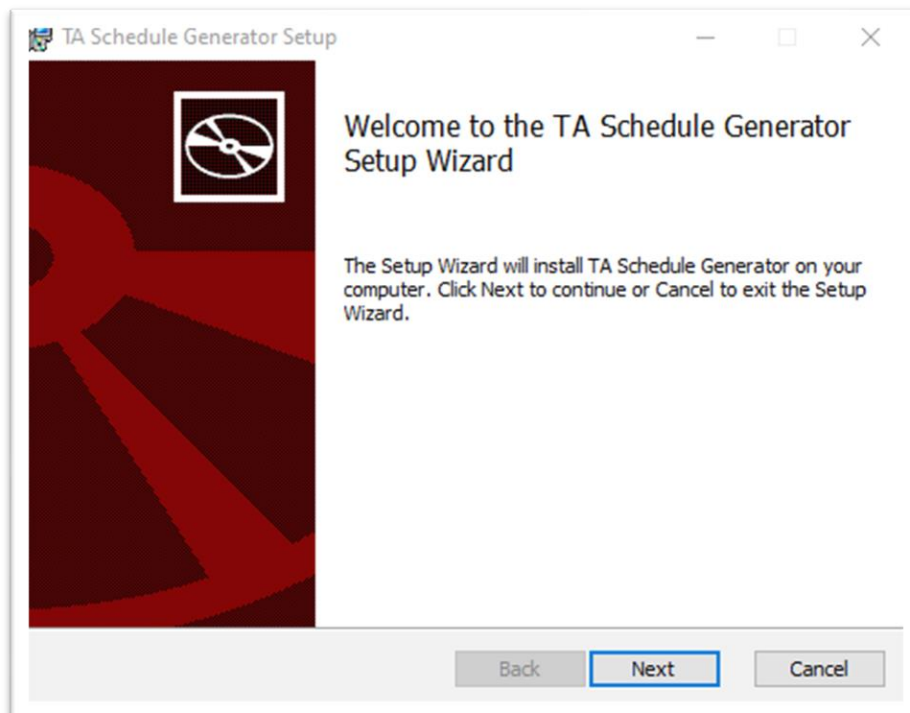 TA Schedule Generator Setup
Welcome to the TA Schedule Generator
Setup Wizard
The Setup Wizard will install TA Schedule Generator on your
computer. Click Next to continue or Cancel to exit the Setup
Wizard.
Back Next Cancel